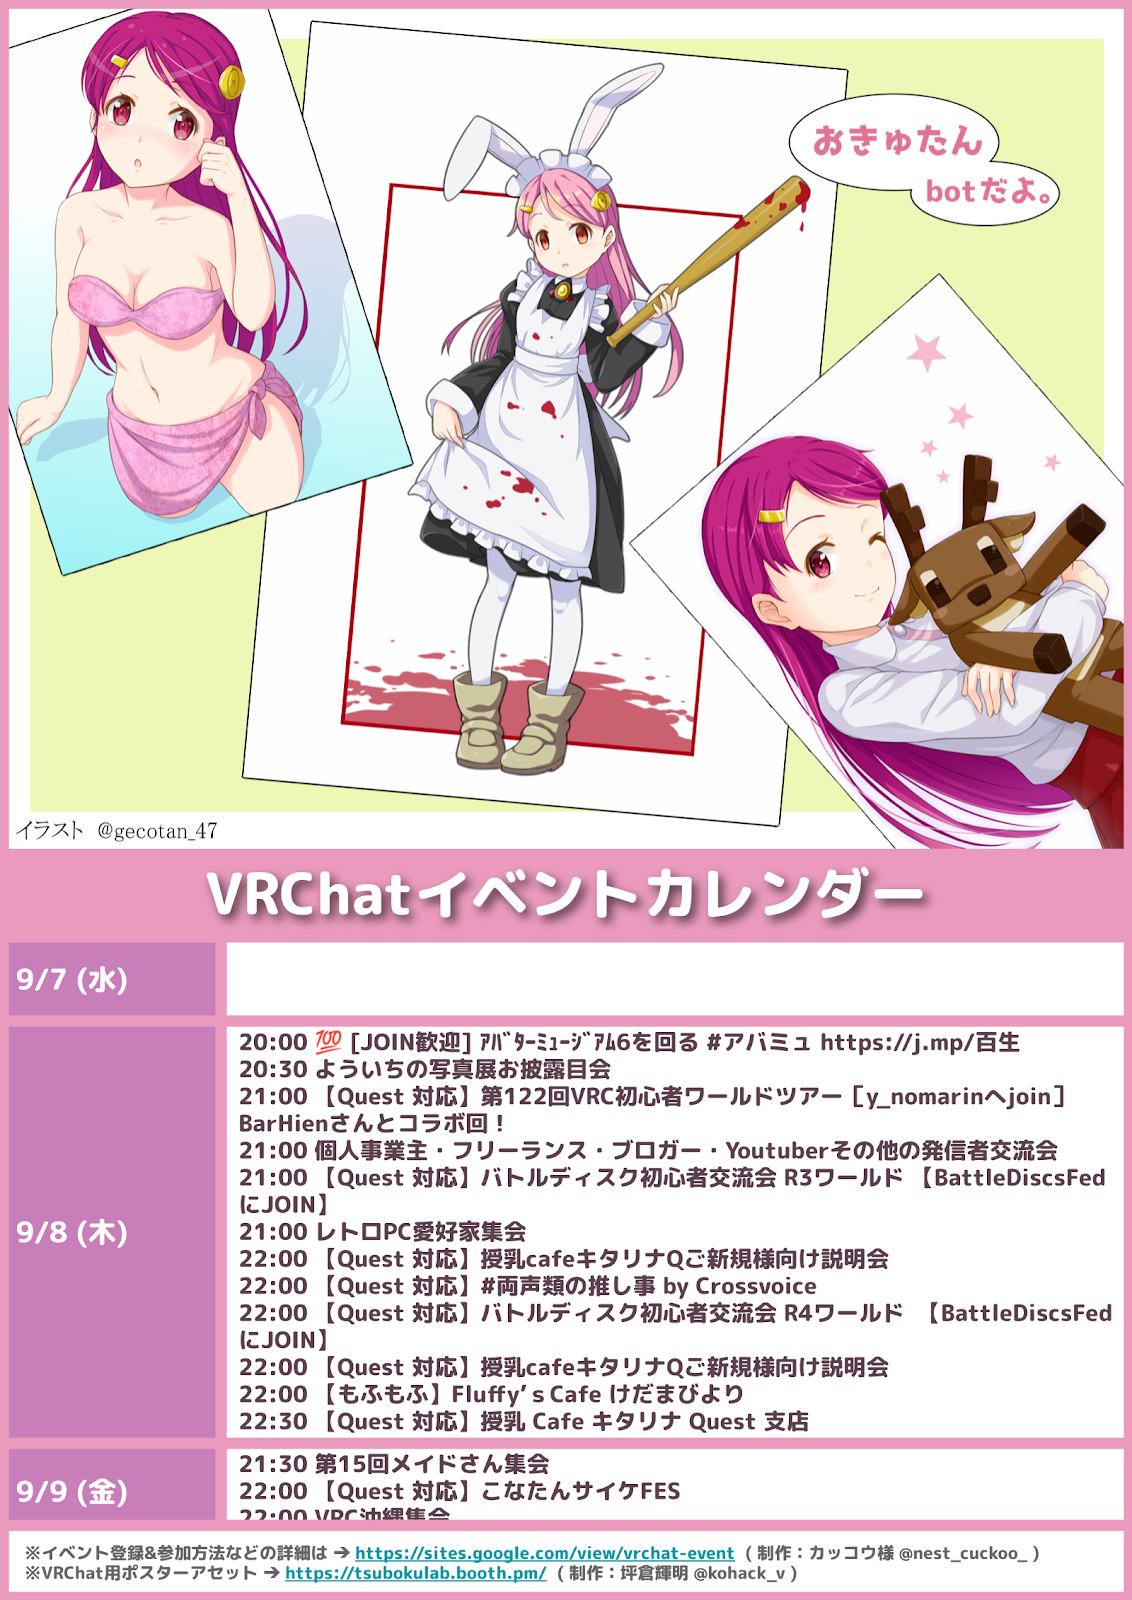 おきゅたん
botだよ。
イラスト @gecotan_47
VRChatイベントカレンダー
9/7 (水)
9/8 (木)
20:00 💯 [JOIN歓迎] ｱﾊﾞﾀｰﾐｭｰｼﾞｱﾑ6を回る #アバミュ https://j.mp/百生
20:30 よういちの写真展お披露目会
21:00 【Quest 対応】第122回VRC初心者ワールドツアー［y_nomarinへjoin］
BarHienさんとコラボ回！
21:00 個人事業主・フリーランス・ブロガー・Youtuberその他の発信者交流会
21:00 【Quest 対応】バトルディスク初心者交流会 R3ワールド 【BattleDiscsFed
にJOIN】
21:00 レトロPC愛好家集会
22:00 【Quest 対応】授乳cafeキタリナQご新規様向け説明会
22:00 【Quest 対応】#両声類の推し事 by Crossvoice
22:00 【Quest 対応】バトルディスク初心者交流会 R4ワールド 【BattleDiscsFed
にJOIN】
22:00 【Quest 対応】授乳cafeキタリナQご新規様向け説明会
22:00 【もふもふ】Fluffy’s Cafe けだまびより
22:30 【Quest 対応】授乳 Cafe キタリナ Quest 支店
9/9 (金)
21:30 第15回メイドさん集会
22:00 【Quest 対応】こなたんサイケFES
22:00 VRC沖縄集会
※イベント登録&参加方法などの詳細は → https://sites.google.com/view/vrchat-event ( 制作：カッコウ様 @nest_cuckoo_ )
※VRChat用ポスターアセット → https://tsubokulab.booth.pm/ ( 制作：坪倉輝明 @kohack_v )